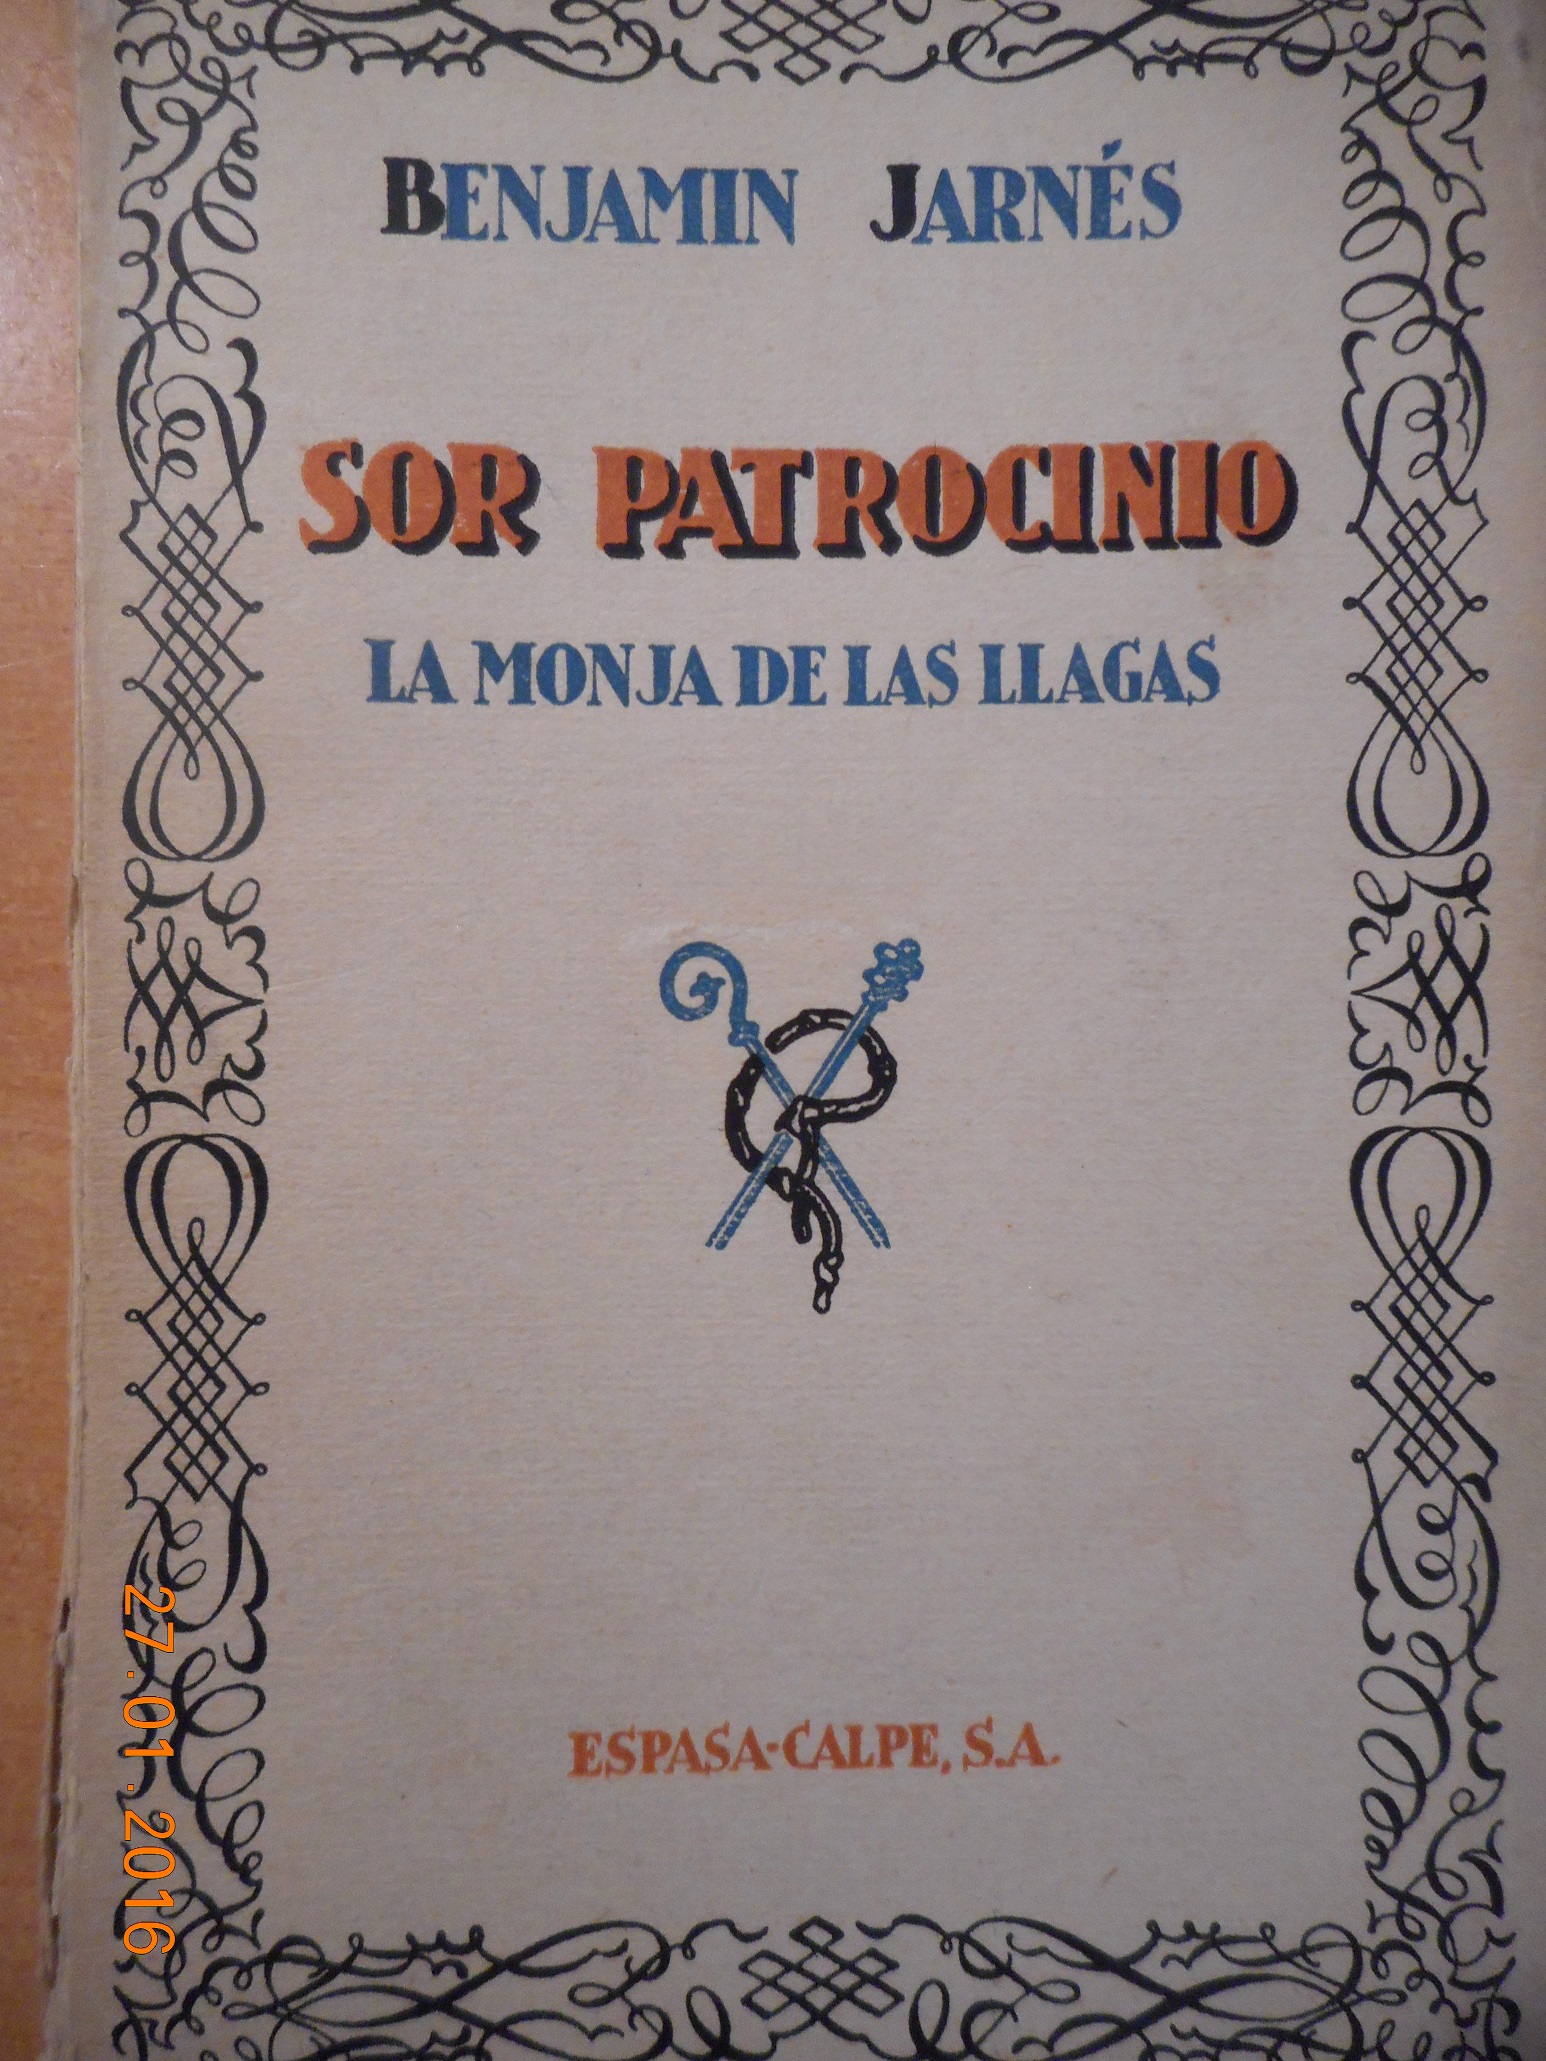 BENJAMIN JARNÉS
SOR PATROCINIO
LA MONJA DE LAS LLAGAS
ESPASA-CALPE, S.A.
27.01.2016